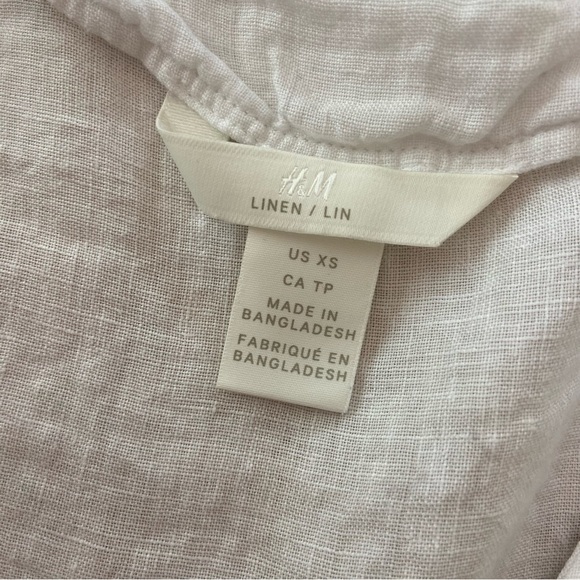 H&M
LINEN / LIN
US XS
CA TP
MADE IN
BANGLADESH
FABRIQUÉ EN
BANGLADESH